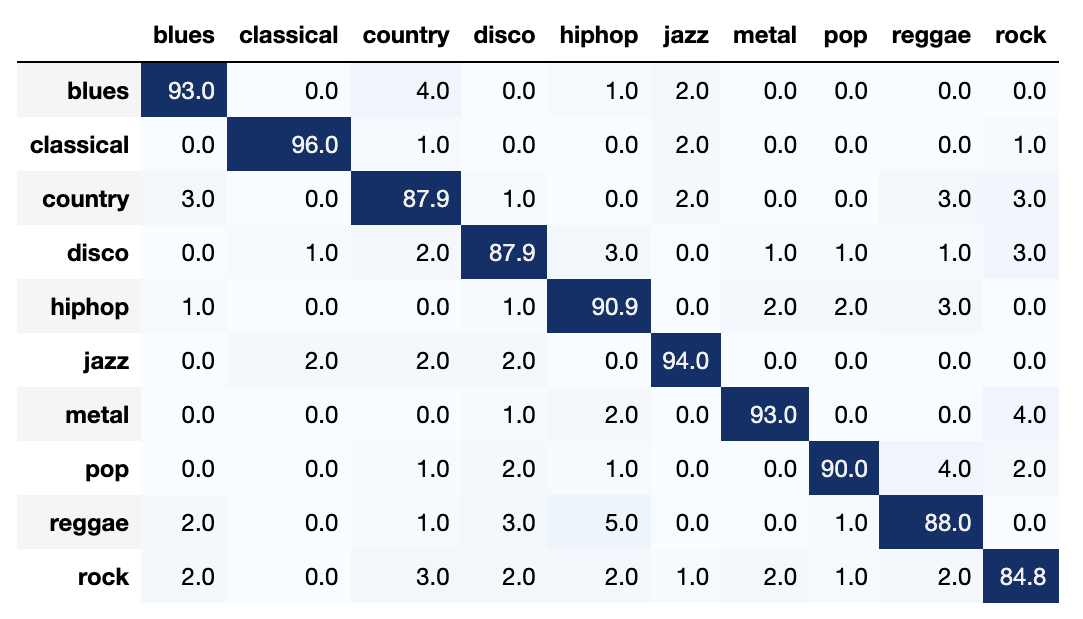 blues classical country disco hiphop jazz metal pop reggae rock
blues 93.0 0.0 4.0 0.0 1.0 2.0 0.0 0.0 0.0 0.0
classical 0.0 96.0 1.0 0.0 0.0 2.0 0.0 0.0 0.0 1.0
country 3.0 0.0 87.9 1.0 0.0 2.0 0.0 0.0 3.0 3.0
disco 0.0 1.0 2.0 87.9 3.0 0.0 1.0 1.0 1.0 3.0
hiphop 1.0 0.0 0.0 1.0 90.9 0.0 2.0 2.0 3.0 0.0
jazz 0.0 2.0 2.0 2.0 0.0 94.0 0.0 0.0 0.0 0.0
metal 0.0 0.0 0.0 1.0 2.0 0.0 93.0 0.0 0.0 4.0
pop 0.0 0.0 1.0 2.0 1.0 0.0 0.0 90.0 4.0 2.0
reggae 2.0 0.0 1.0 3.0 5.0 0.0 0.0 1.0 88.0 0.0
rock 2.0 0.0 3.0 2.0 2.0 1.0 2.0 1.0 2.0 84.8